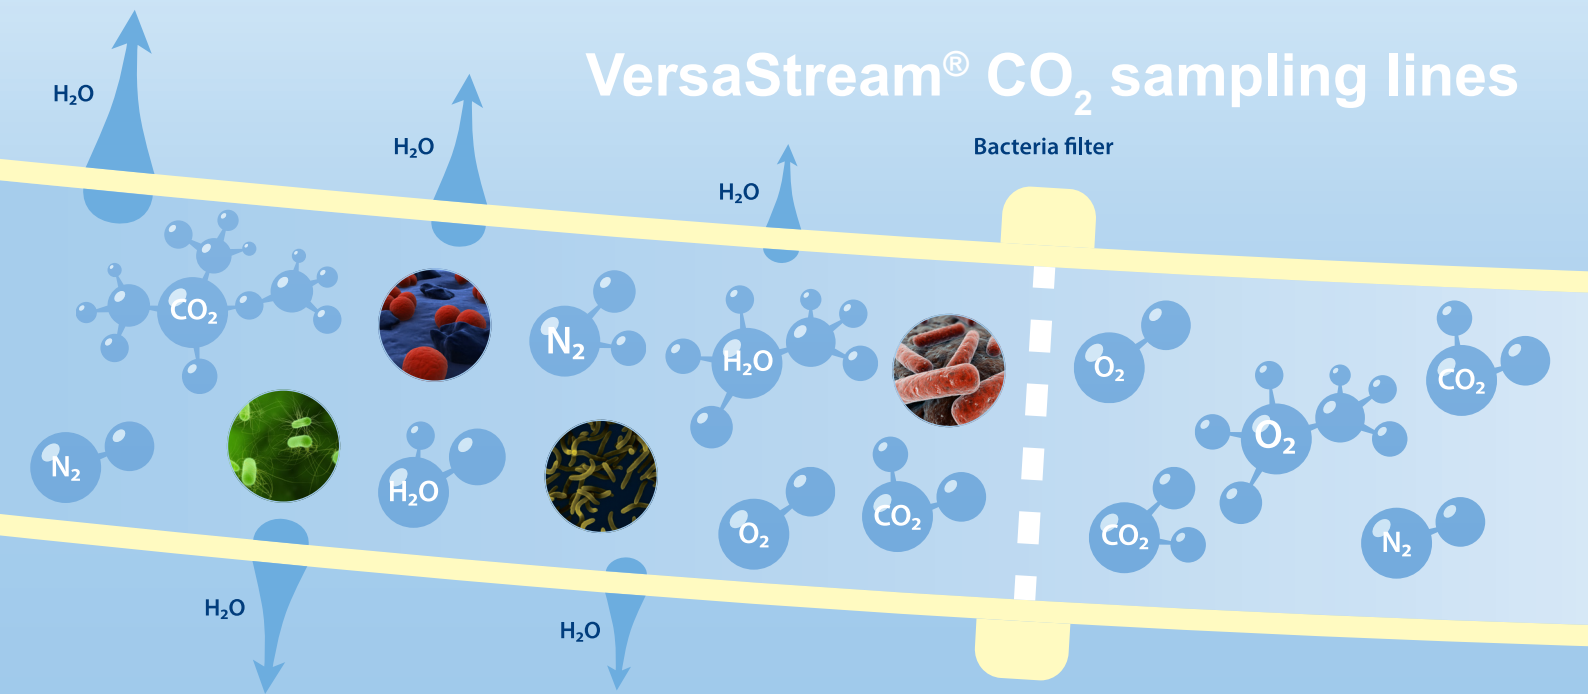 VersaStream® CO₂ sampling lines
H₂O
H₂O
H₂O
Bacteria filter
CO₂
N₂
H₂O
O₂
CO₂
N₂
H₂O
O₂
CO₂
O₂
CO₂
N₂
H₂O
H₂O